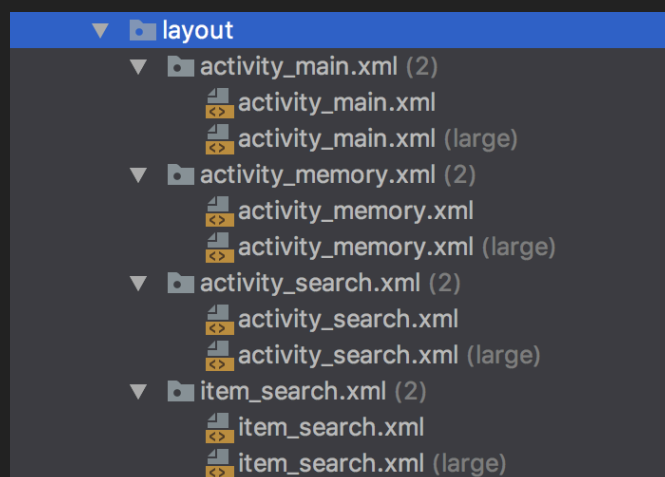 layout
activity_main.xml (2)
activity_main.xml
activity_main.xml (large)
activity_memory.xml (2)
activity_memory.xml
activity_memory.xml (large)
activity_search.xml (2)
activity_search.xml
activity_search.xml (large)
item_search.xml (2)
item_search.xml
item_search.xml (large)